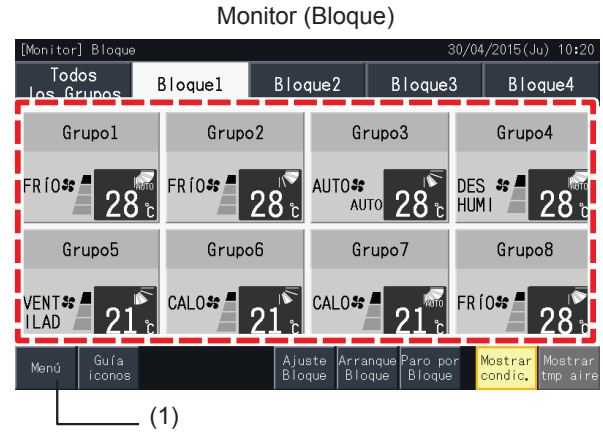 Monitor (Bloque)
[Monitor] Bloque 30/04/2015(Ju) 10:20
Todos
los Grupos
Bloque1 Bloque2 Bloque3 Bloque4
Grupo1 Grupo2 Grupo3 Grupo4
FRÍO AUTO 28 °C
FRÍO 28 °C
AUTO AUTO 28 °C
DES
HUMI AUTO 28 °C
Grupo5 Grupo6 Grupo7 Grupo8
VENT
ILAD 21 °C
CALO 21 °C
CALO AUTO 21 °C
FRÍO 28 °C
Menú
Guía
iconos
Ajuste
Bloque
Arranque
Bloque
Paro por
Bloque
Mostrar
condic.
Mostrar
tmp aire
(1)